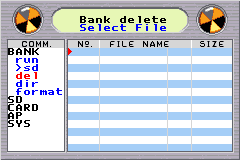 Bank delete
Select File
COMM. No. FILE NAME SIZE
BANK
run
>sd
del
dir
format
SD
CARD
AP
SYS